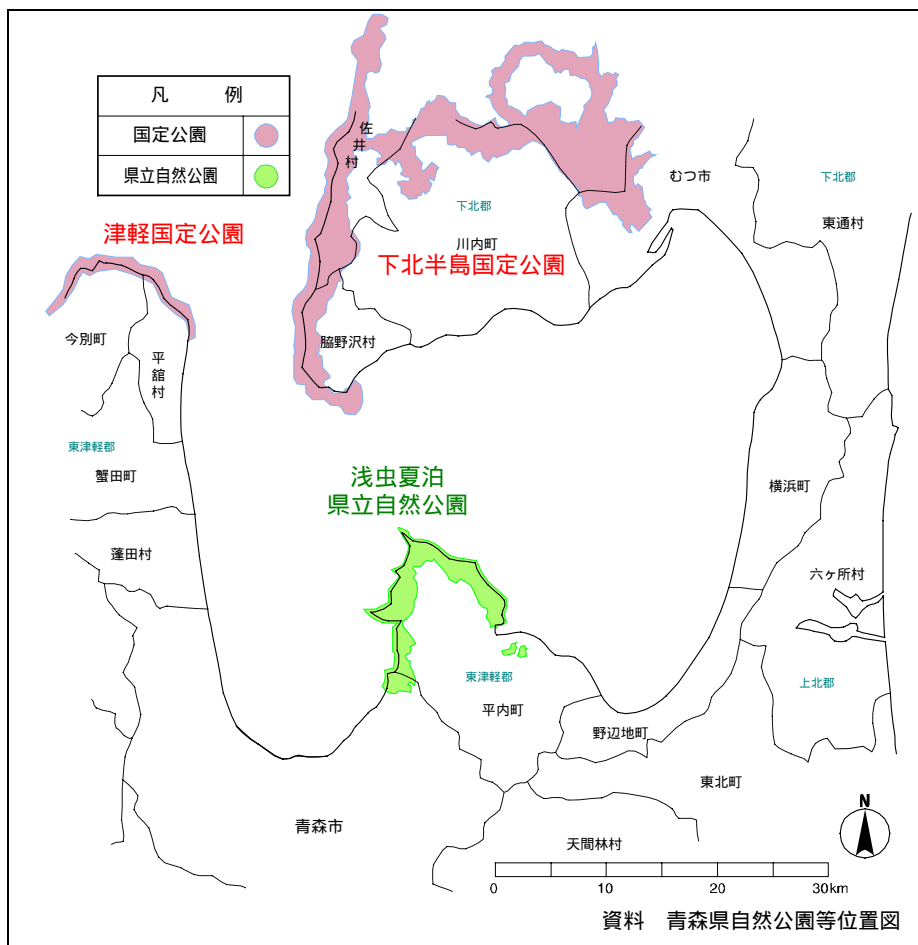 凡 例
国定公園
県立自然公園
佐井村
むつ市
下北郡
東通村
下北郡
川内町
津軽国定公園
下北半島国定公園
今別町
平舘村
脇野沢村
東津軽郡
蟹田町
浅虫夏泊
県立自然公園
横浜町
蓬田村
六ヶ所村
東津軽郡
上北郡
平内町
野辺地町
東北町
青森市
天間林村
N
0 10 20 30km
資料 青森県自然公園等位置図